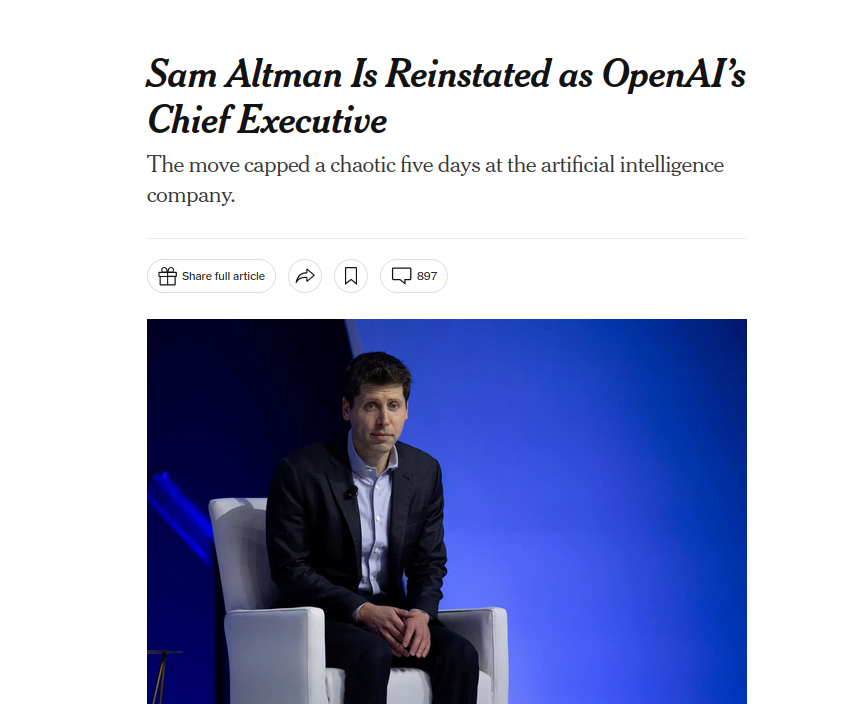 Sam Altman Is Reinstated as OpenAI’s
Chief Executive
The move capped a chaotic five days at the artificial intelligence
company.
Share full article
897